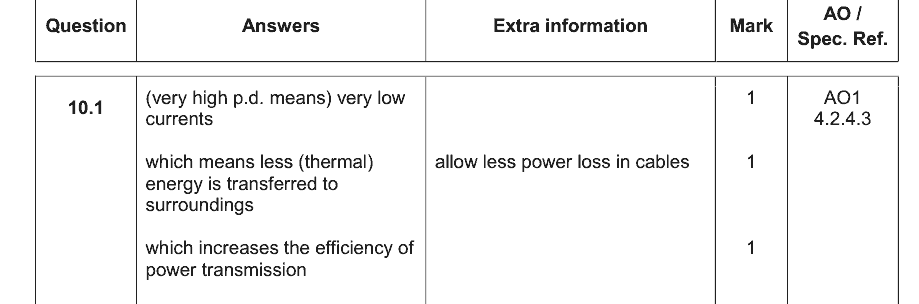 Question Answers Extra information Mark AO /
Spec. Ref.
10.1 (very high p.d. means) very low 1 AO1
currents 4.2.4.3
which means less (thermal) allow less power loss in cables 1
energy is transferred to
surroundings
which increases the efficiency of 1
power transmission